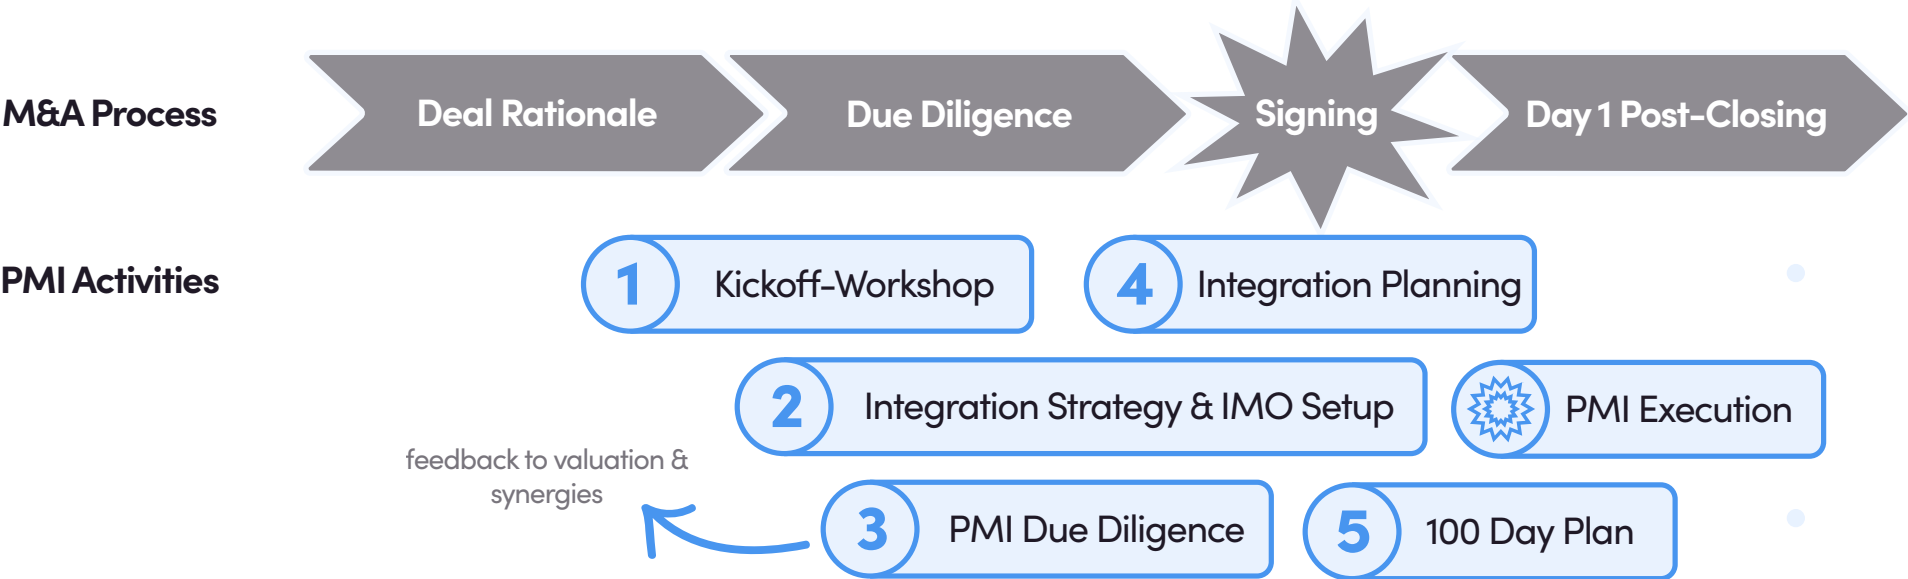 M&A Process
Deal Rationale
Due Diligence
Signing
Day 1 Post-Closing
PMI Activities
1
Kickoff-Workshop
4
Integration Planning
2
Integration Strategy & IMO Setup
PMI Execution
feedback to valuation &
synergies
3
PMI Due Diligence
5
100 Day Plan